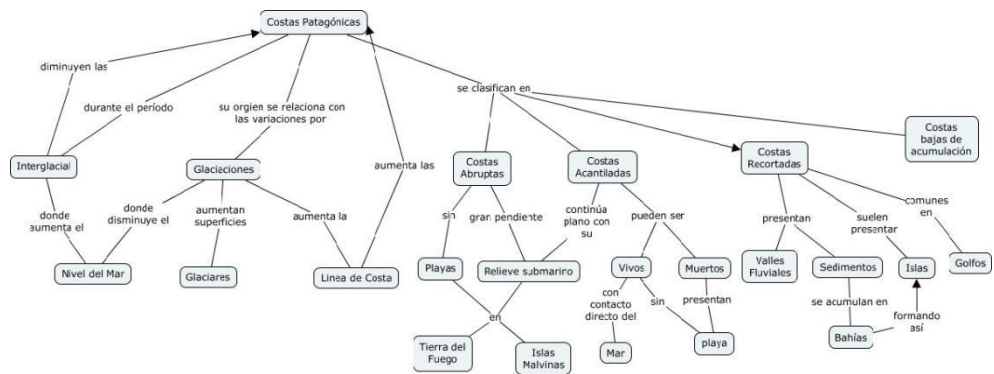 Costas Patagónicas
diminuyen las
se clasifican en
durante el período
su orgien se relaciona con
las variaciones por
Costas
bajas de
acumulación
Interglacial
Glaciaciones
aumenta las
Costas
Abruptas
Costas
Acantiladas
Costas
Recortadas
donde
aumenta el
donde
disminuye el
aumentan
superficies
aumenta la
sin
gran pendiente
continúa
plano con
su
pueden ser
presentan
suelen
presentar
comunes
en
Nivel del Mar
Glaciares
Linea de Costa
Playas
Relieve submarino
Vivos
Muertos
Valles
Fluviales
Sedimentos
Islas
Golfos
con
contacto
directo del
sin
presentan
se acumulan en
formando
así
en
Tierra del
Fuego
Islas
Malvinas
Mar
playa
Bahías